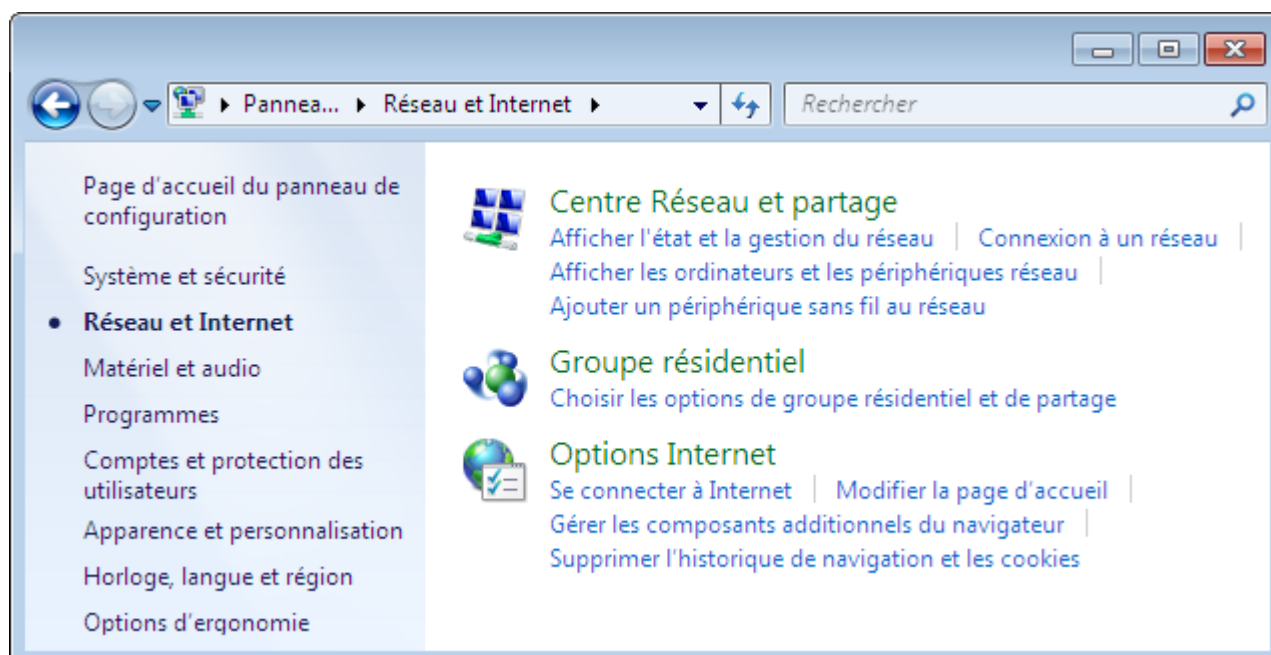 Pannea... Réseau et Internet
Rechercher
Page d'accueil du panneau de
configuration
Système et sécurité
Réseau et Internet
Matériel et audio
Programmes
Comptes et protection des
utilisateurs
Apparence et personnalisation
Horloge, langue et région
Options d'ergonomie
Centre Réseau et partage
Afficher l'état et la gestion du réseau | Connexion à un réseau |
Afficher les ordinateurs et les périphériques réseau |
Ajouter un périphérique sans fil au réseau
Groupe résidentiel
Choisir les options de groupe résidentiel et de partage
Options Internet
Se connecter à Internet | Modifier la page d'accueil |
Gérer les composants additionnels du navigateur |
Supprimer l'historique de navigation et les cookies